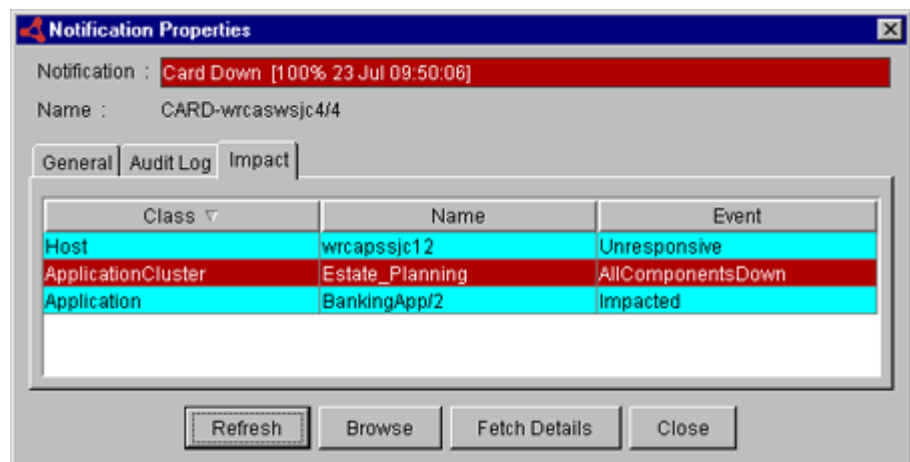 Notification Properties
Notification : Card Down [100% 23 Jul 09:50:06]
Name : CARD-wrcaswsjc4/4
General Audit Log Impact
Class Name Event
Host wrcapssjc12 Unresponsive
ApplicationCluster Estate_Planning AllComponentsDown
Application BankingApp/2 Impacted
Refresh Browse Fetch Details Close